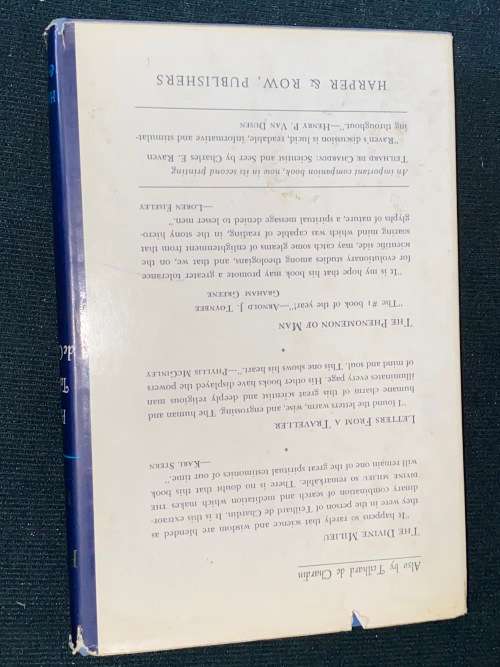 Also by Teilhard de Chardin
THE DIVINE MILIEU
"It happens so rarely that science and wisdom are blended as
they were in the person of Teilhard de Chardin. It is this extraor-
dinary combination of search and meditation which makes THE
DIVINE MILIEU so remarkable. There is no doubt that this book
will remain one of the great spiritual testimonies of our time."
—KARL STERN
LETTERS FROM A TRAVELLER
"I found the letters warm, wise, and engrossing. The human and
humane charm of this great scientist and deeply religious man
illuminates every page. His other books have displayed the powers
of mind and soul. This one shows his heart."—PHYLLIS MCGINLEY
THE PHENOMENON OF MAN
"The #1 book of the year!"—ARNOLD J. TOYNBEE
GRAHAM GREENE
"It is my hope that his book may promote a greater tolerance
for evolutionary studies among theologians, and that we, on the
scientific side, may catch some gleams of enlightenment from that
soaring mind which was capable of reading, in the stony hiero-
glyphs of nature, a spiritual message denied to lesser men."
—LOREN EISELEY
An important companion book, now in its second printing
TEILHARD DE CHARDIN: Scientist and Seer by Charles E. Raven
"Raven's discussion is lucid, readable, informative and stimulat-
ing throughout."—HENRY P. VAN DUSEN
HARPER & ROW, PUBLISHERS